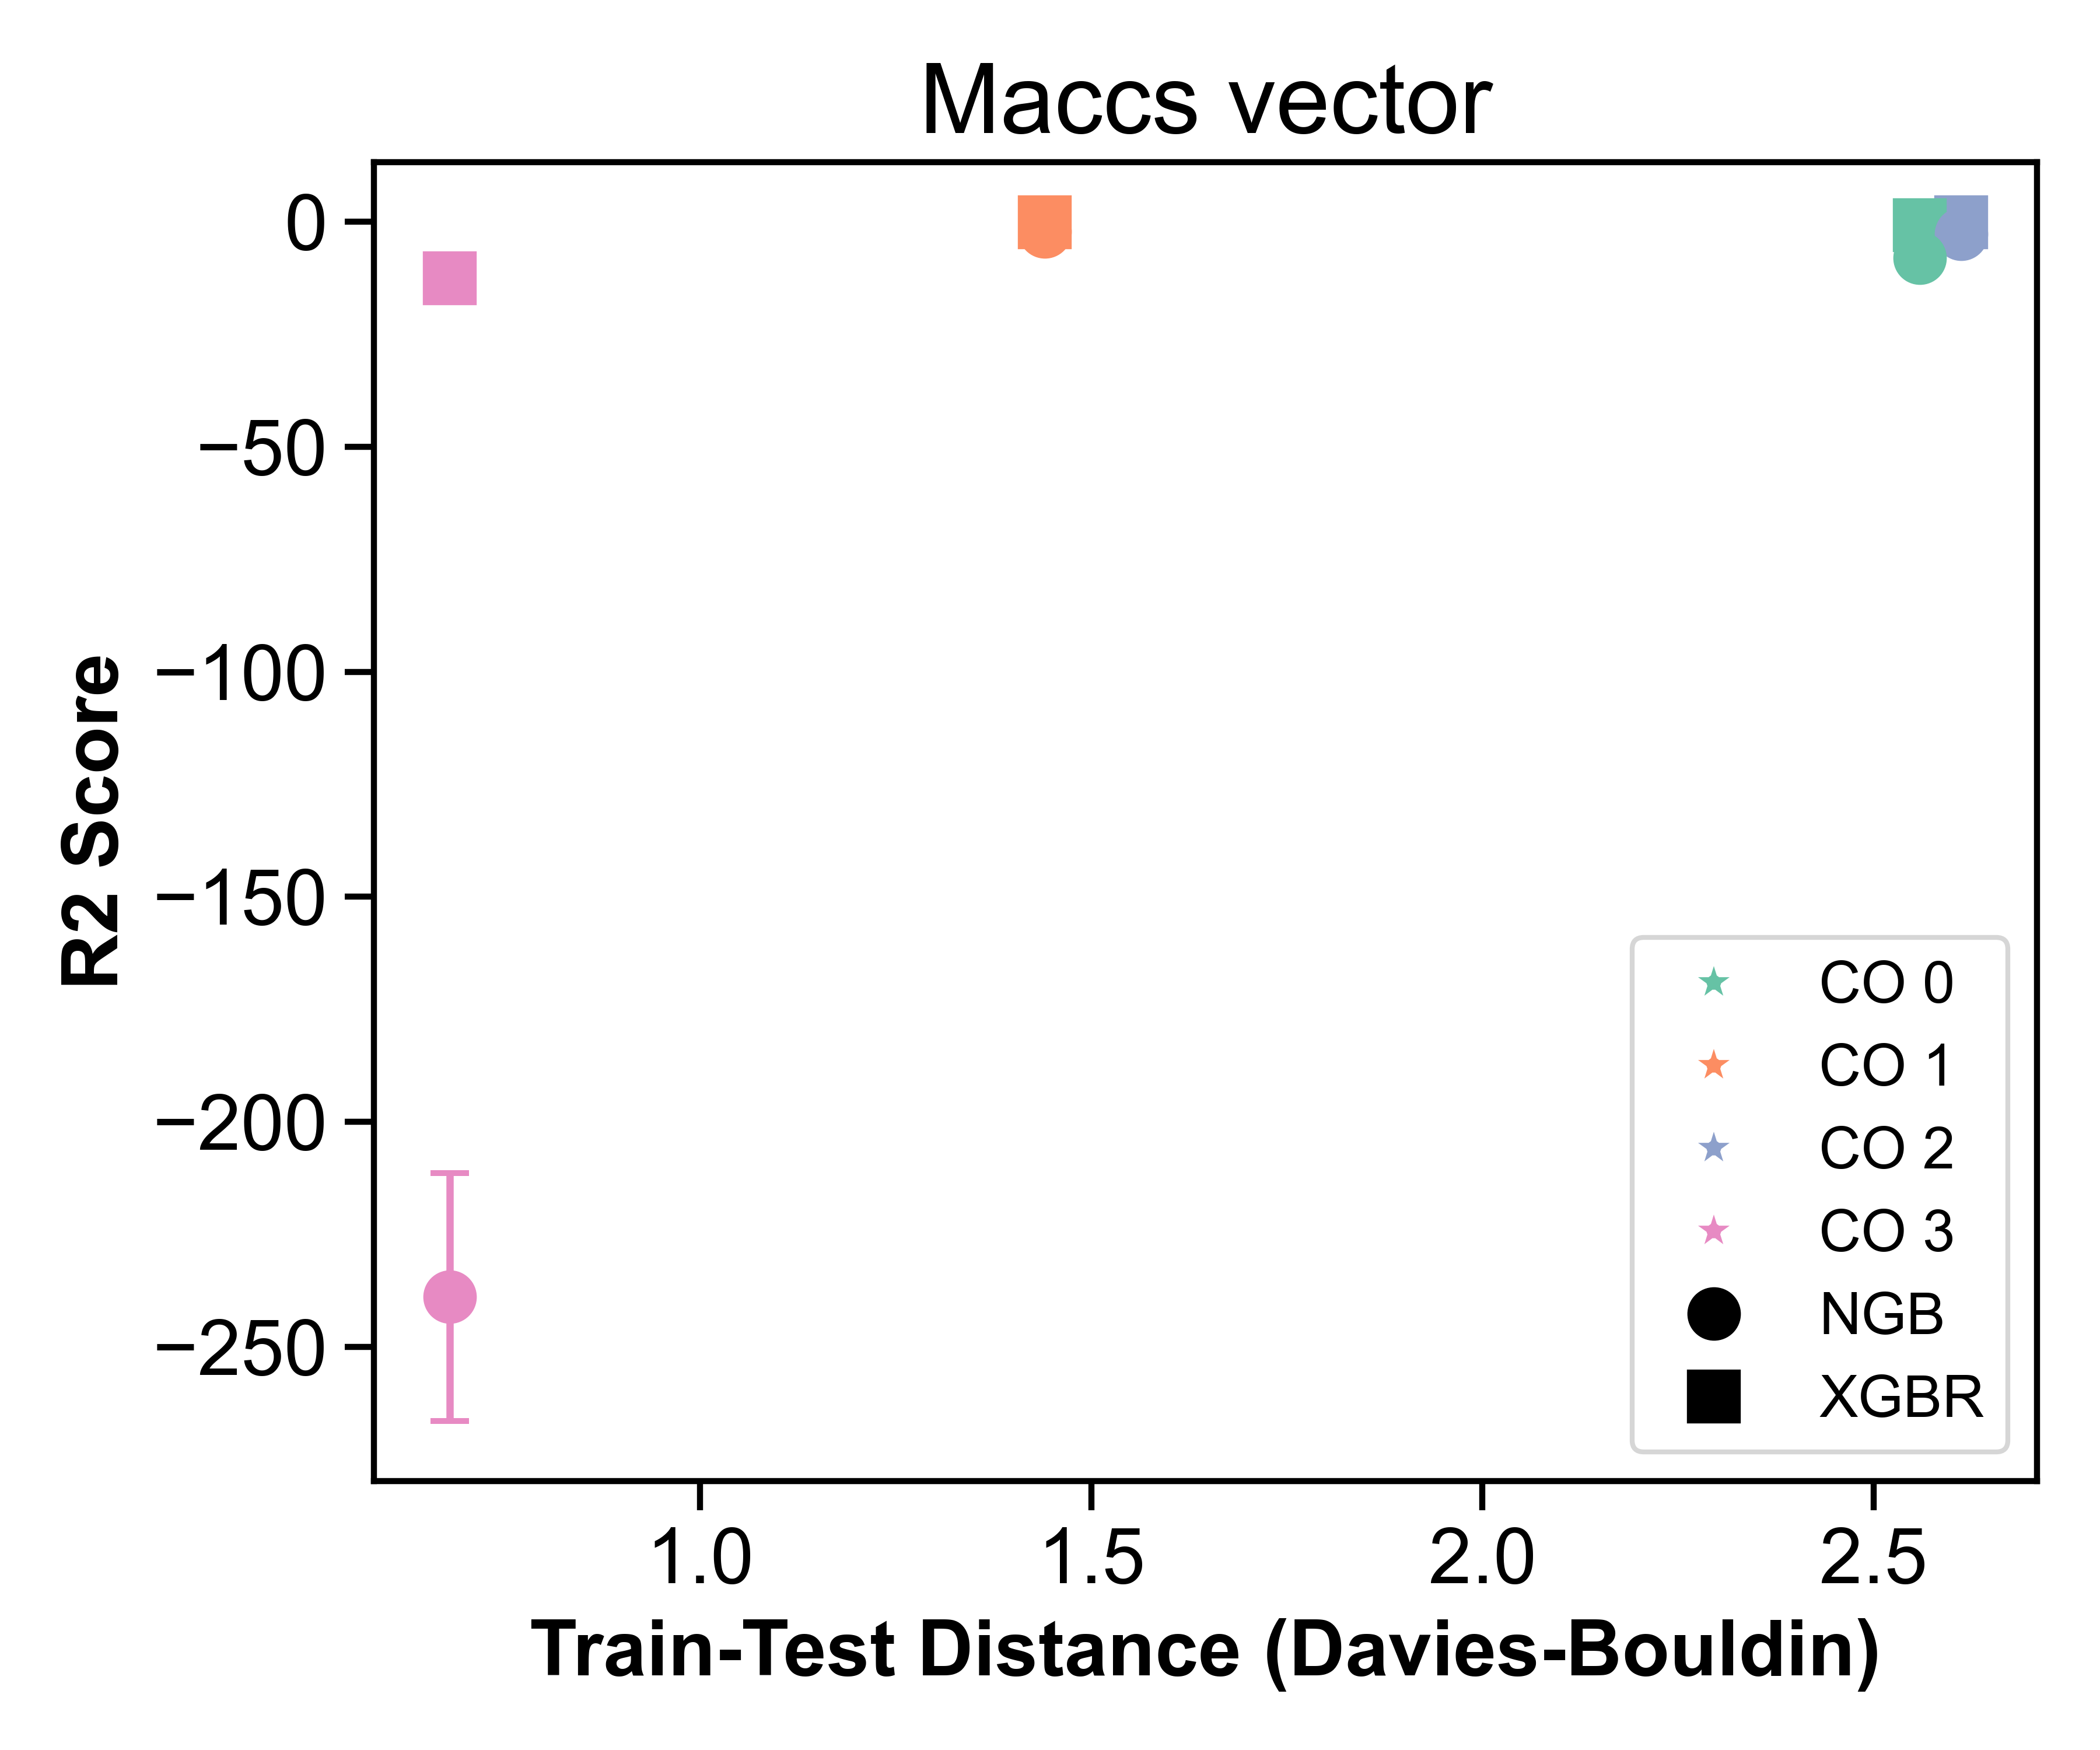 Maccs vector
0
−50
−100
−150
−200
−250
R2 Score
CO 0
CO 1
CO 2
CO 3
NGB
XGBR
1.0 1.5 2.0 2.5
Train-Test Distance (Davies-Bouldin)